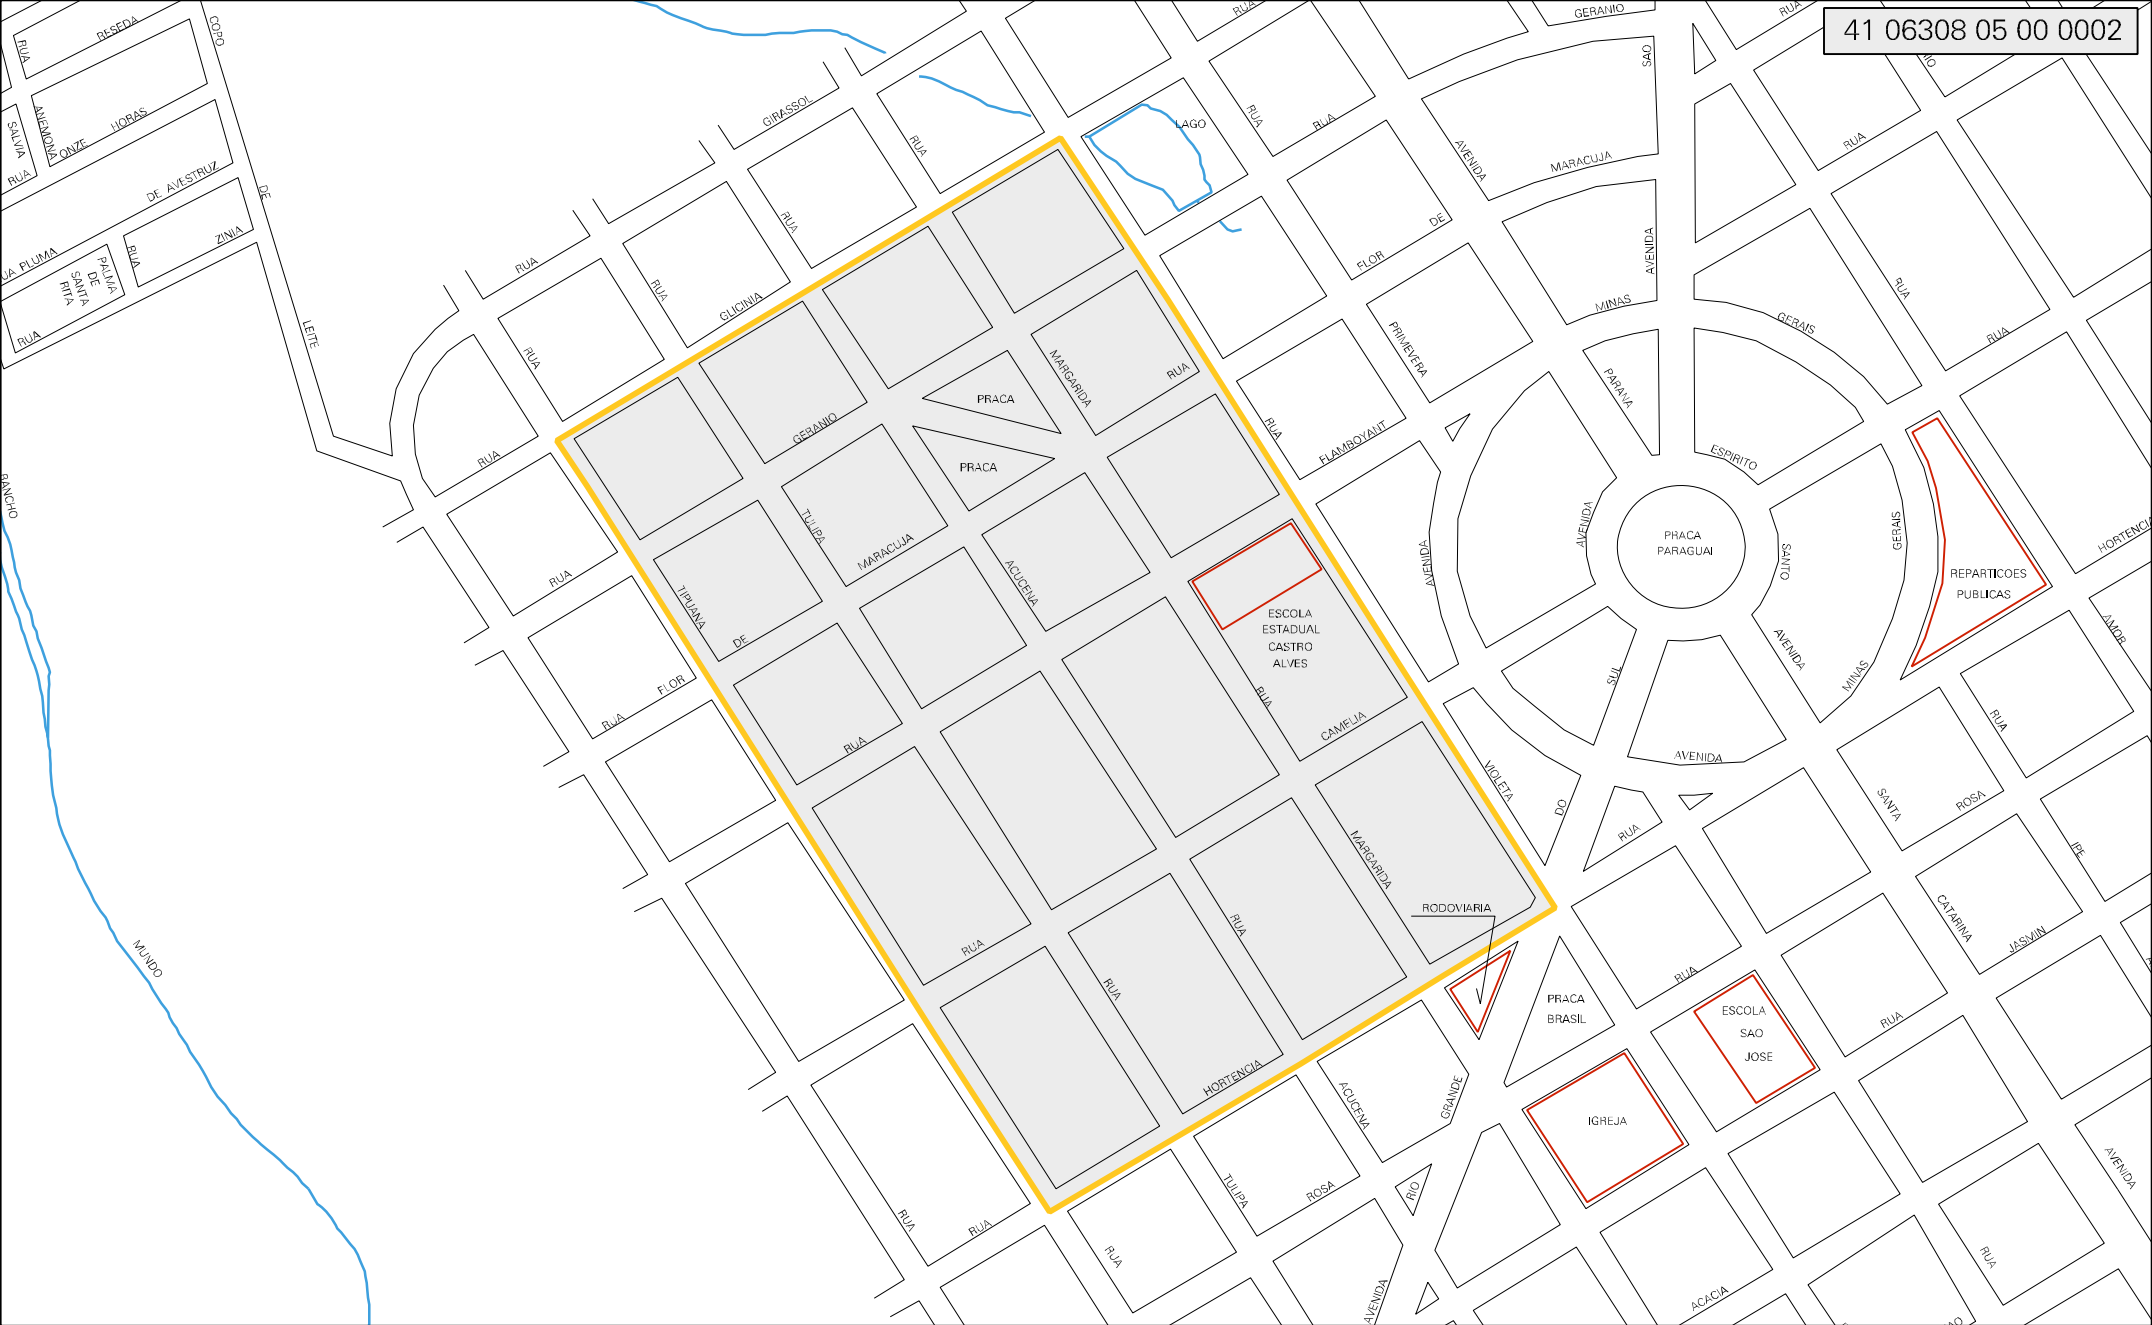 41 06308 05 00 0002
RESEDA
RUA
COPO
GERANIO
RUA
RUA
SAO
ANEMONA
HORAS
ONZE
SALVIA
RUA
GIRASSOL
RUA
LAGO
RUA
RUA
AVENIDA
MARACUJA
RUA
DE AVESTRUZ
DE
ZINIA
RUA
PLUMA
PALMA
DE
SANTA
RITA
RUA
LEITE
RUA
RUA
RUA
GLICINIA
RUA
RUA
DE
FLOR
AVENIDA
MINAS
GERAIS
RUA
RUA
PRIMEVERA
PARANA
MARGARIDA
RUA
PRACA
GERANIO
PRACA
RUA
FLAMBOYANT
ESPIRITO
RANCHO
TULIPA
MARACUJA
ACUCENA
AVENIDA
AVENIDA
PRACA
PARAGUAI
SANTO
GERAIS
HORTENCIA
REPARTICOES
PUBLICAS
RUA
TIPUANA
DE
ESCOLA
ESTADUAL
CASTRO
ALVES
AVENIDA
AMOR
MINAS
SUL
FLOR
RUA
RUA
RUA
CAMELIA
RUA
AVENIDA
VIOLETA
DO
RUA
SANTA
ROSA
IPE
MARGARIDA
RODOVIARIA
RUA
RUA
MUNDO
CATARINA
JASMIN
RUA
RUA
PRACA
BRASIL
ESCOLA
SAO
JOSE
RUA
HORTENCIA
ACUCENA
GRANDE
IGREJA
AVENIDA
TULIPA
ROSA
RIO
RUA
RUA
RUA
RUA
ACACIA
AVENIDA